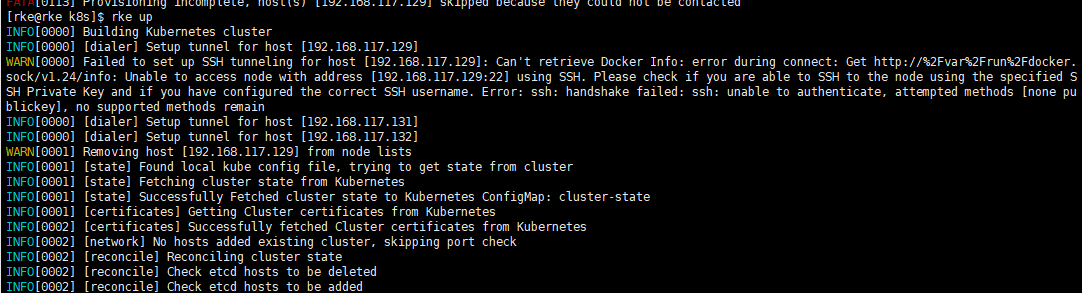 FATA[0113] Provisioning incomplete, host(s) [192.168.117.129] skipped because they could not be contacted
[rke@rke k8s]$ rke up
INFO[0000] Building Kubernetes cluster
INFO[0000] [dialer] Setup tunnel for host [192.168.117.129]
WARN[0000] Failed to set up SSH tunneling for host [192.168.117.129]: Can't retrieve Docker Info: error during connect: Get http://%2Fvar%2Frun%2Fdocker.
sock/v1.24/info: Unable to access node with address [192.168.117.129:22] using SSH. Please check if you are able to SSH to the node using the specified S
SH Private Key and if you have configured the correct SSH username. Error: ssh: handshake failed: ssh: unable to authenticate, attempted methods [none pu
blickey], no supported methods remain
INFO[0000] [dialer] Setup tunnel for host [192.168.117.131]
INFO[0000] [dialer] Setup tunnel for host [192.168.117.132]
WARN[0001] Removing host [192.168.117.129] from node lists
INFO[0001] [state] Found local kube config file, trying to get state from cluster
INFO[0001] [state] Fetching cluster state from Kubernetes
INFO[0001] [state] Successfully Fetched cluster state to Kubernetes ConfigMap: cluster-state
INFO[0001] [certificates] Getting Cluster certificates from Kubernetes
INFO[0002] [certificates] Successfully fetched Cluster certificates from Kubernetes
INFO[0002] [network] No hosts added existing cluster, skipping port check
INFO[0002] [reconcile] Reconciling cluster state
INFO[0002] [reconcile] Check etcd hosts to be deleted
INFO[0002] [reconcile] Check etcd hosts to be added